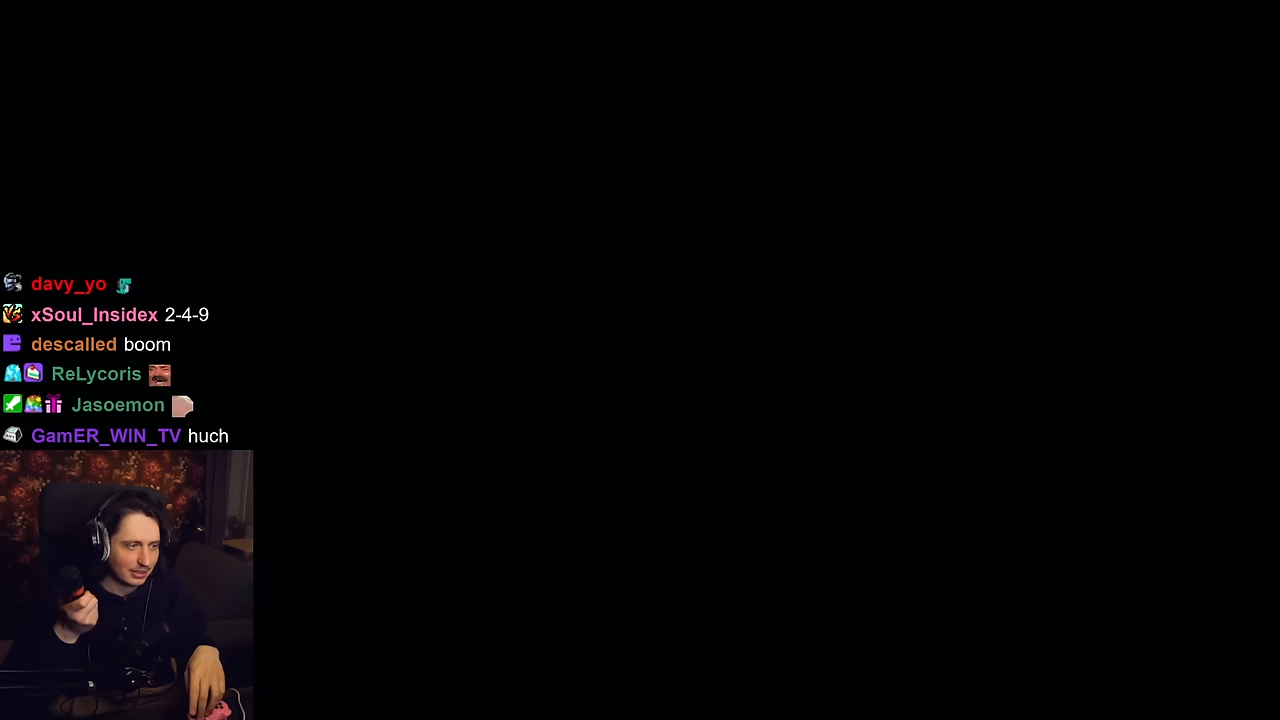 davy_yo
xSoul_Insidex 2-4-9
descalled boom
ReLycoris
Jasoemon
GamER_WIN_TV huch